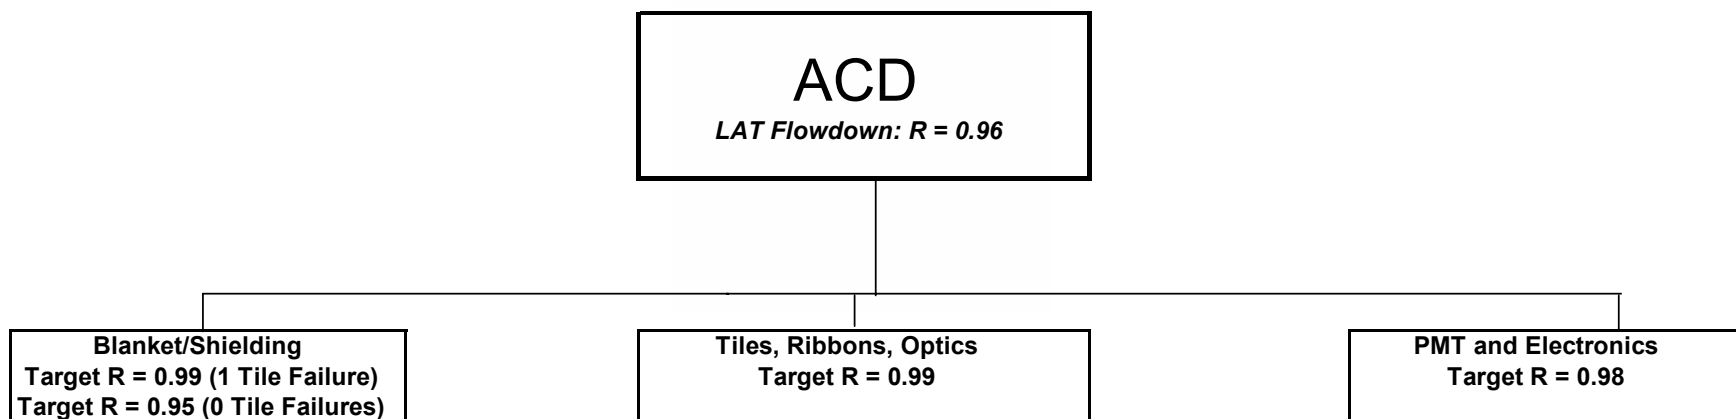 ACD
LAT Flowdown: R = 0.96
Blanket/Shielding
Target R = 0.99 (1 Tile Failure)
Target R = 0.95 (0 Tile Failures)
Tiles, Ribbons, Optics
Target R = 0.99
PMT and Electronics
Target R = 0.98